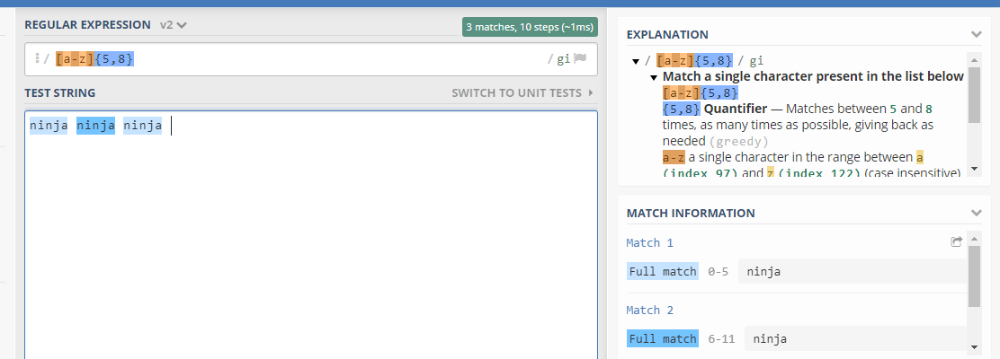 REGULAR EXPRESSION v2
3 matches, 10 steps (~1ms)
/ [a-z]{5,8} / gi
TEST STRING
SWITCH TO UNIT TESTS
ninja ninja ninja
EXPLANATION
/ [a-z]{5,8} / gi
Match a single character present in the list below
[a-z]{5,8}
{5,8} Quantifier — Matches between 5 and 8
times, as many times as possible, giving back as
needed (greedy)
a-z a single character in the range between a
(index 97) and z (index 122) (case insensitive)
MATCH INFORMATION
Match 1
Full match 0-5 ninja
Match 2
Full match 6-11 ninja